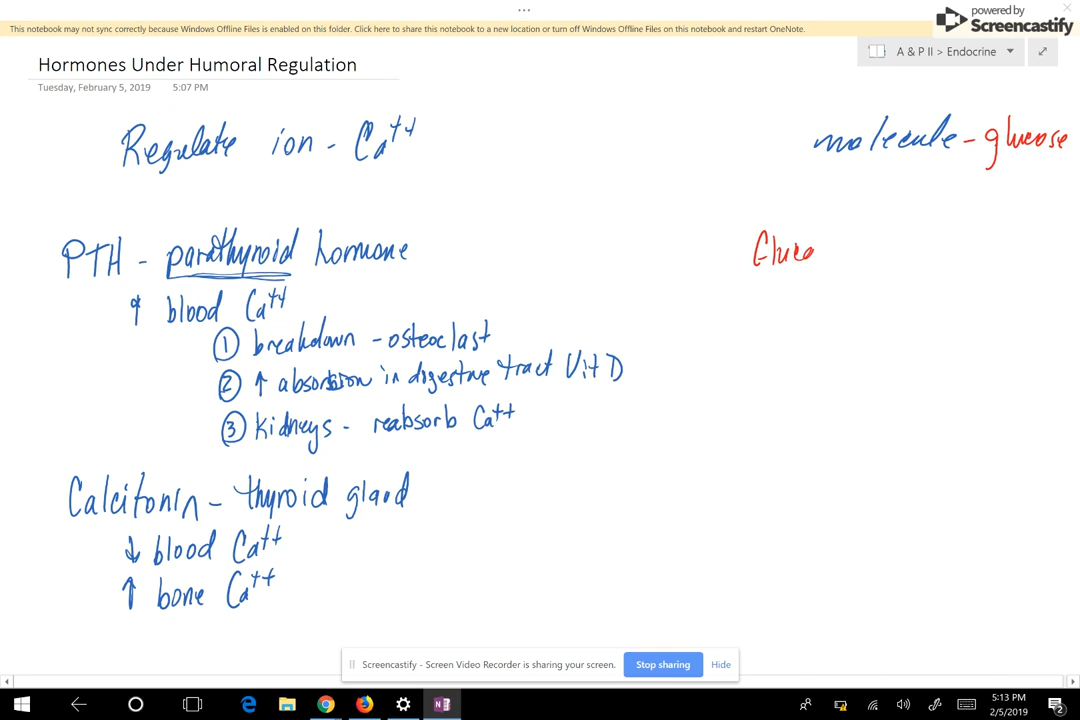 powered by
Screencastify
This notebook may not sync correctly because Windows Offline Files is enabled on this folder. Click here to share this notebook to a new location or turn off Windows Offline Files on this notebook and restart OneNote.
A & P II > Endocrine
Hormones Under Humoral Regulation
Tuesday, February 5, 2019 5:07 PM
Regulate ion - Ca++
molecule - glucose
PTH - parathyroid hormone
Gluco
↑ blood Ca++
① breakdown - osteoclast
② ↑ absorbsion in digestive tract Vit D
③ kidneys - reabsorb Ca++
Calcitonin - thyroid gland
↓ blood Ca++
↑ bone Ca++
Screencastify - Screen Video Recorder is sharing your screen.
Stop sharing
Hide
5:13 PM
2/5/2019
2